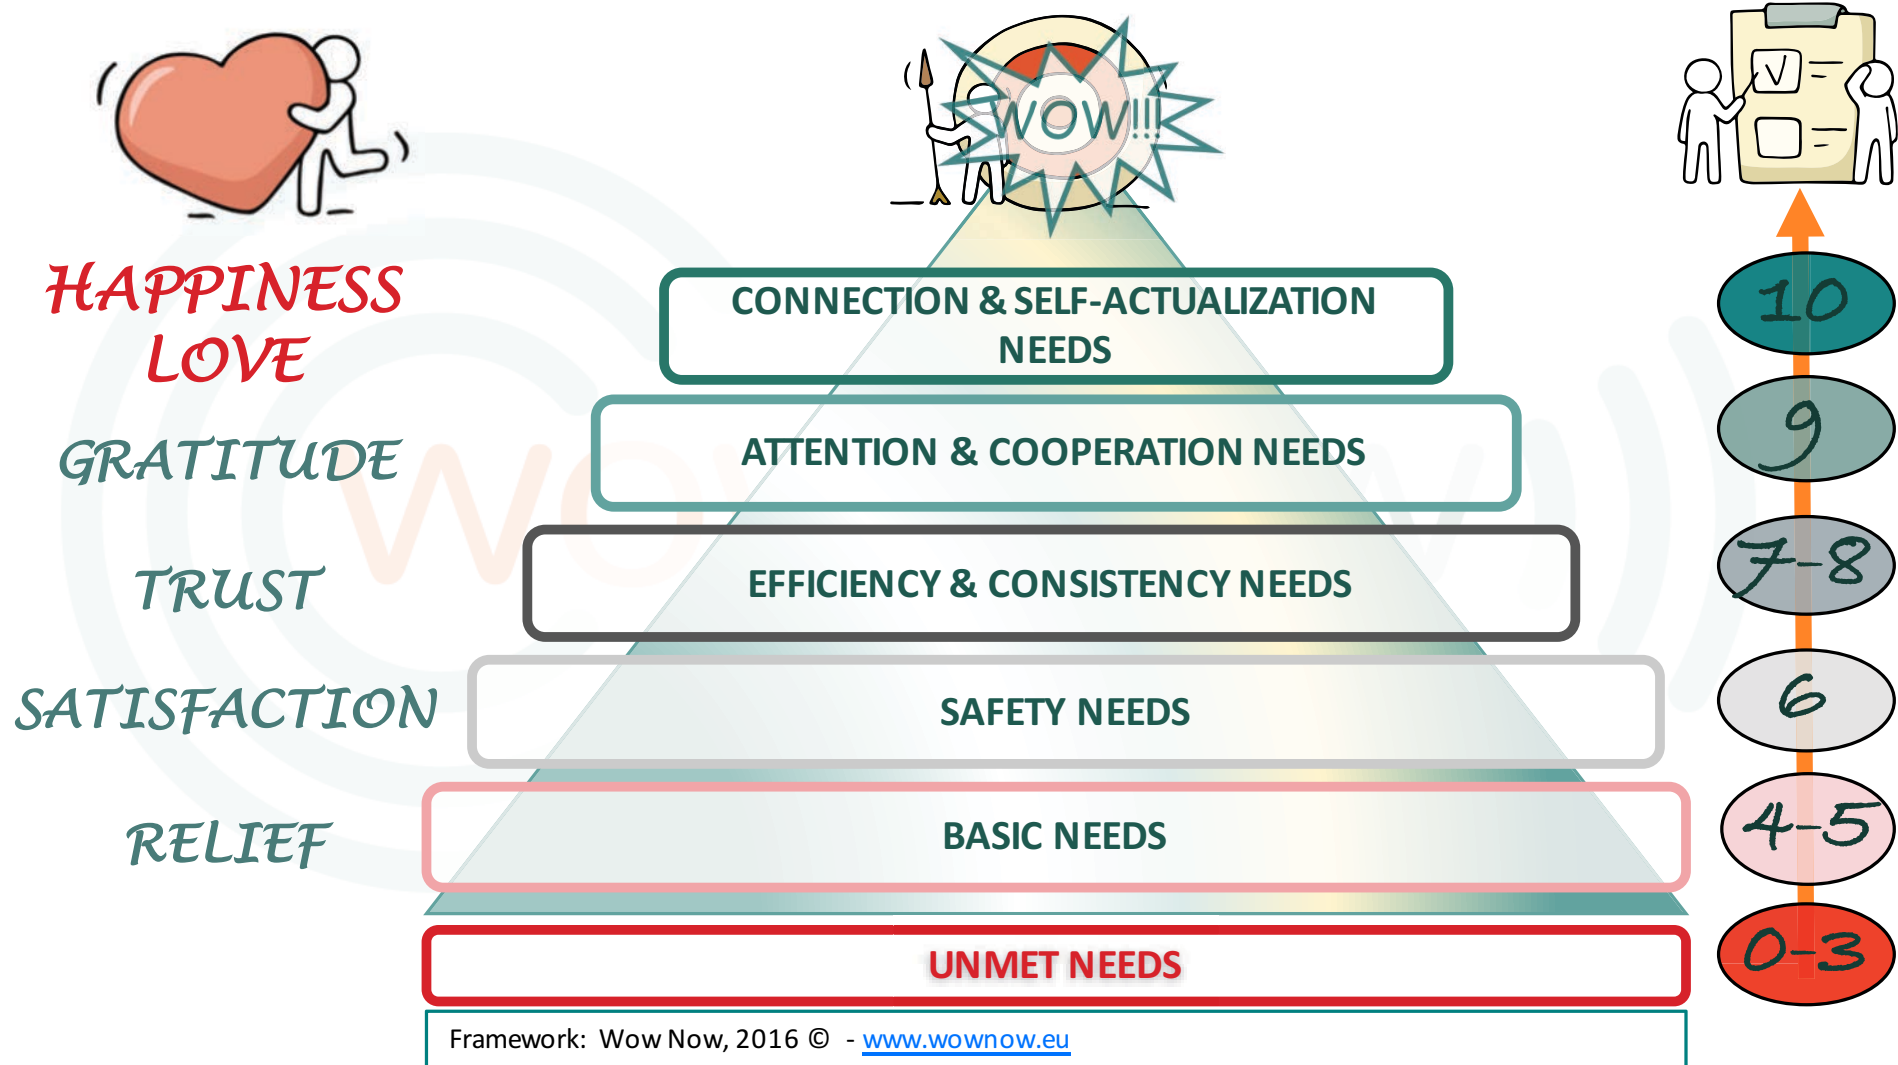 WOW!!!
HAPPINESS
LOVE
CONNECTION & SELF-ACTUALIZATION
NEEDS
10
GRATITUDE
ATTENTION & COOPERATION NEEDS
9
TRUST
EFFICIENCY & CONSISTENCY NEEDS
7-8
SATISFACTION
SAFETY NEEDS
6
RELIEF
BASIC NEEDS
4-5
UNMET NEEDS
0-3
Framework: Wow Now, 2016 © - www.wownow.eu